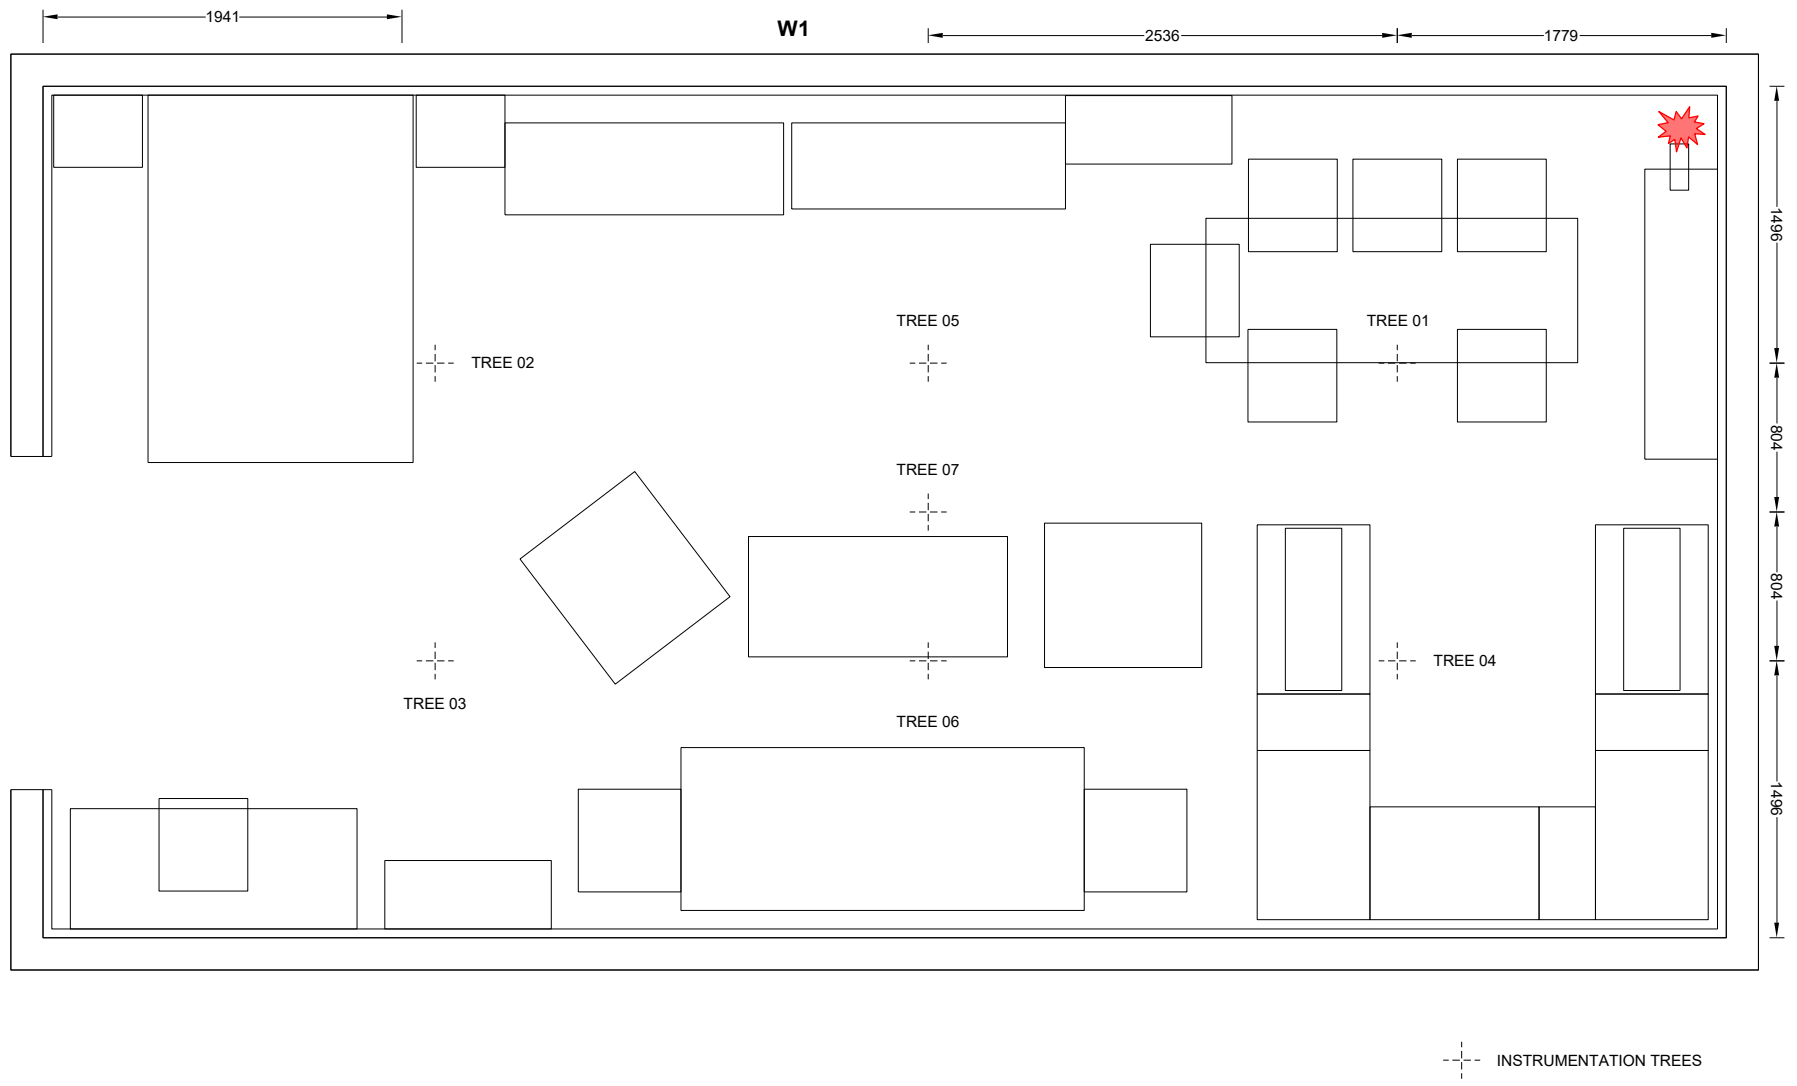 1941
W1
2536
1779
1496
TREE 05
TREE 01
TREE 02
804
TREE 07
804
TREE 04
TREE 03
TREE 06
1496
INSTRUMENTATION TREES